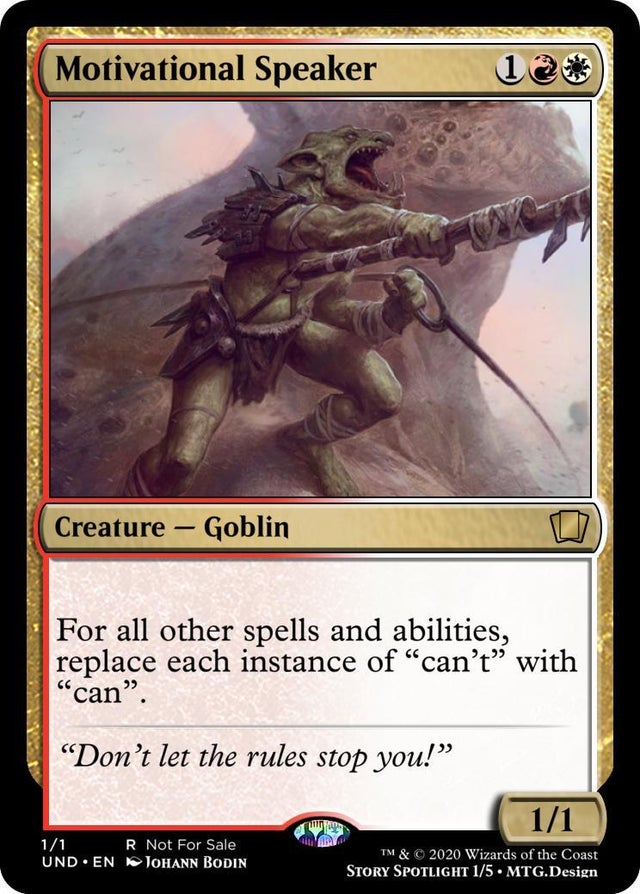 Motivational Speaker 1
Creature — Goblin
For all other spells and abilities,
replace each instance of “can't” with
“can”.
“Don't let the rules stop you!”
1/1
1/1 R Not For Sale
UND • EN Johann Bodin
™ & © 2020 Wizards of the Coast
Story Spotlight 1/5 • MTG.Design